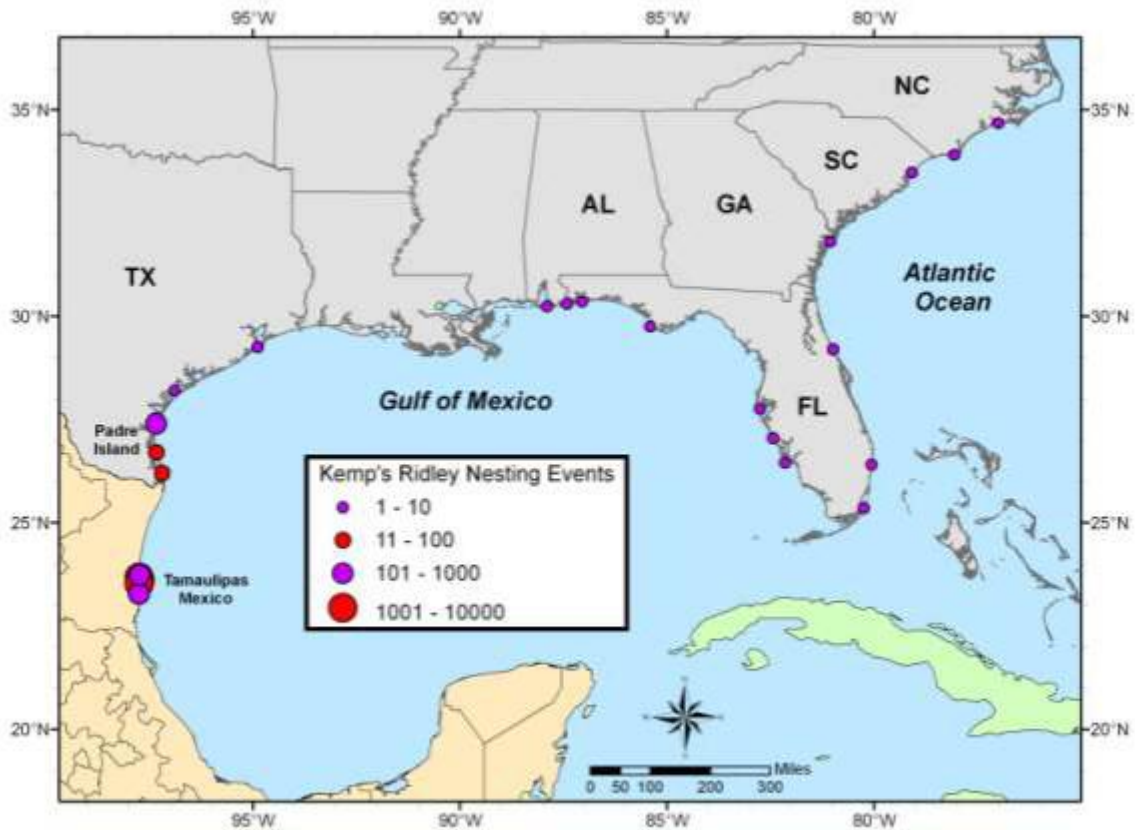 95°W 90°W 85°W 80°W
35°N 35°N
NC
SC
AL GA
TX
Atlantic
Ocean
30°N 30°N
Gulf of Mexico
FL
Padre
Island
Kemp's Ridley Nesting Events
1 - 10
11 - 100
101 - 1000
1001 - 10000
25°N 25°N
Tamaulipas
Mexico
20°N 20°N
Miles
0 50 100 200 300
95°W 90°W 85°W 80°W